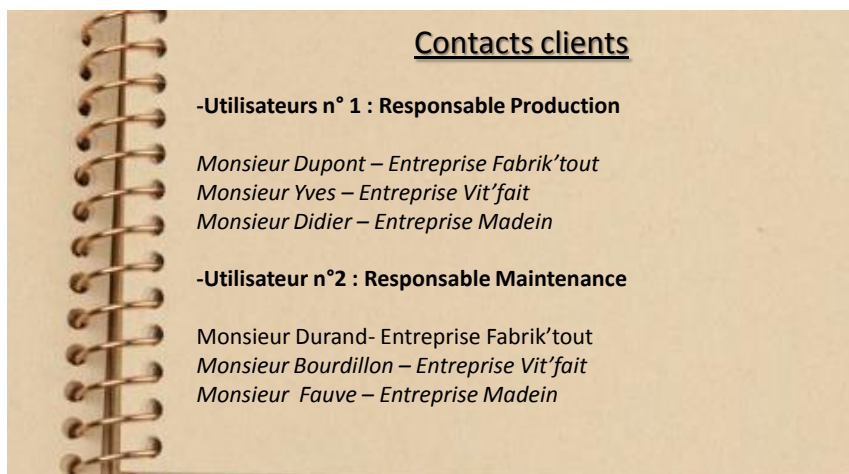 Contacts clients
-Utilisateurs n° 1 : Responsable Production
Monsieur Dupont – Entreprise Fabrik’tout
Monsieur Yves – Entreprise Vit’fait
Monsieur Didier – Entreprise Madein
-Utilisateur n°2 : Responsable Maintenance
Monsieur Durand- Entreprise Fabrik’tout
Monsieur Bourdillon – Entreprise Vit’fait
Monsieur  Fauve – Entreprise Madein